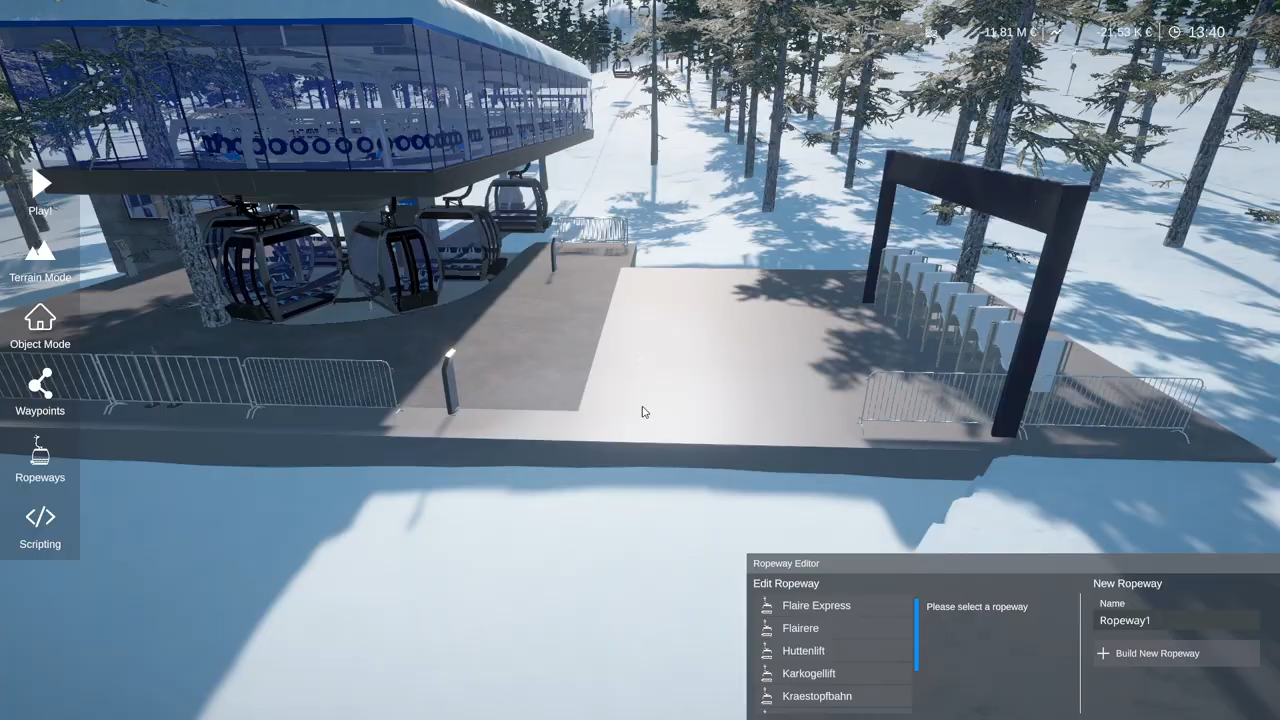 11.81 M € -21.53 K € 13:40
Play!
Terrain Mode
Object Mode
Waypoints
Ropeways
Scripting
Ropeway Editor
Edit Ropeway
Flaire Express
Flairere
Huttenlift
Karkogellift
Kraestopfbahn
Please select a ropeway
New Ropeway
Name
Ropeway1
Build New Ropeway